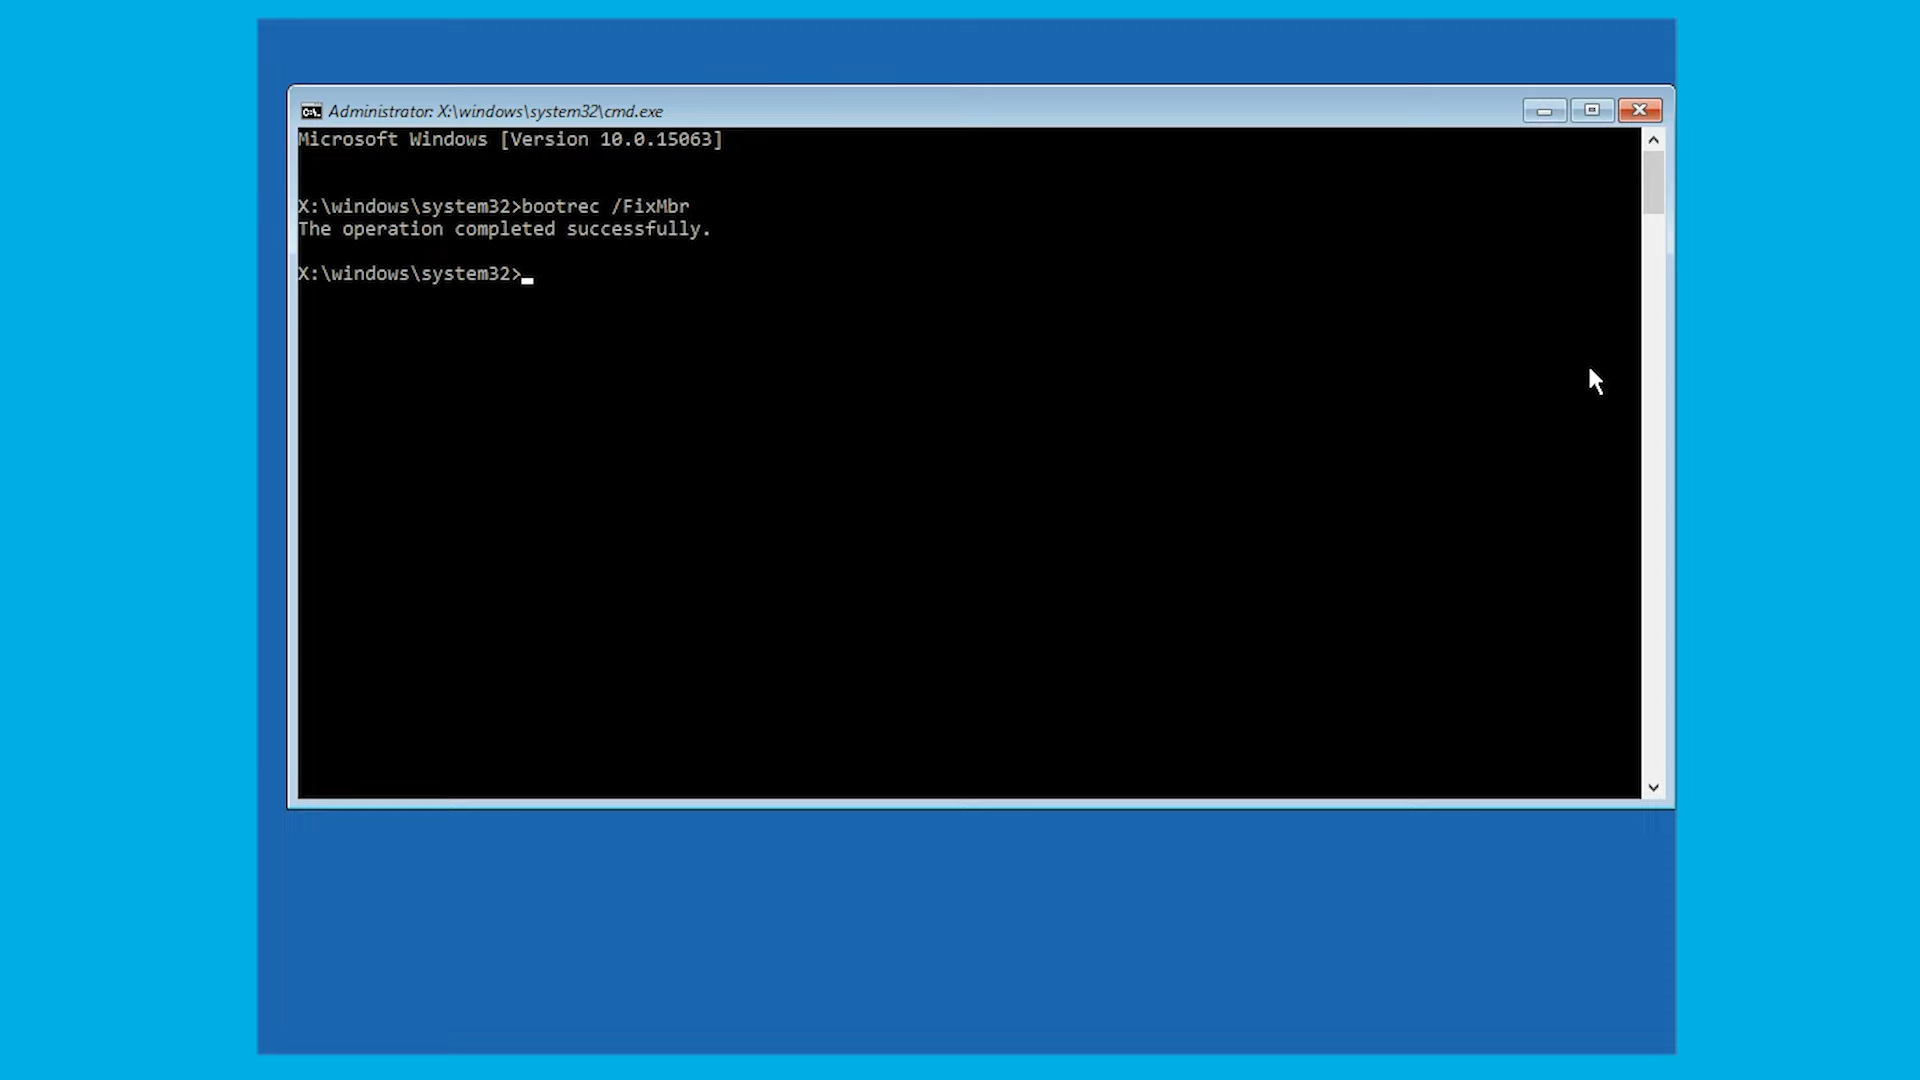 Administrator: X:\windows\system32\cmd.exe
Microsoft Windows [Version 10.0.15063]
X:\windows\system32>bootrec /FixMbr
The operation completed successfully.
X:\windows\system32>